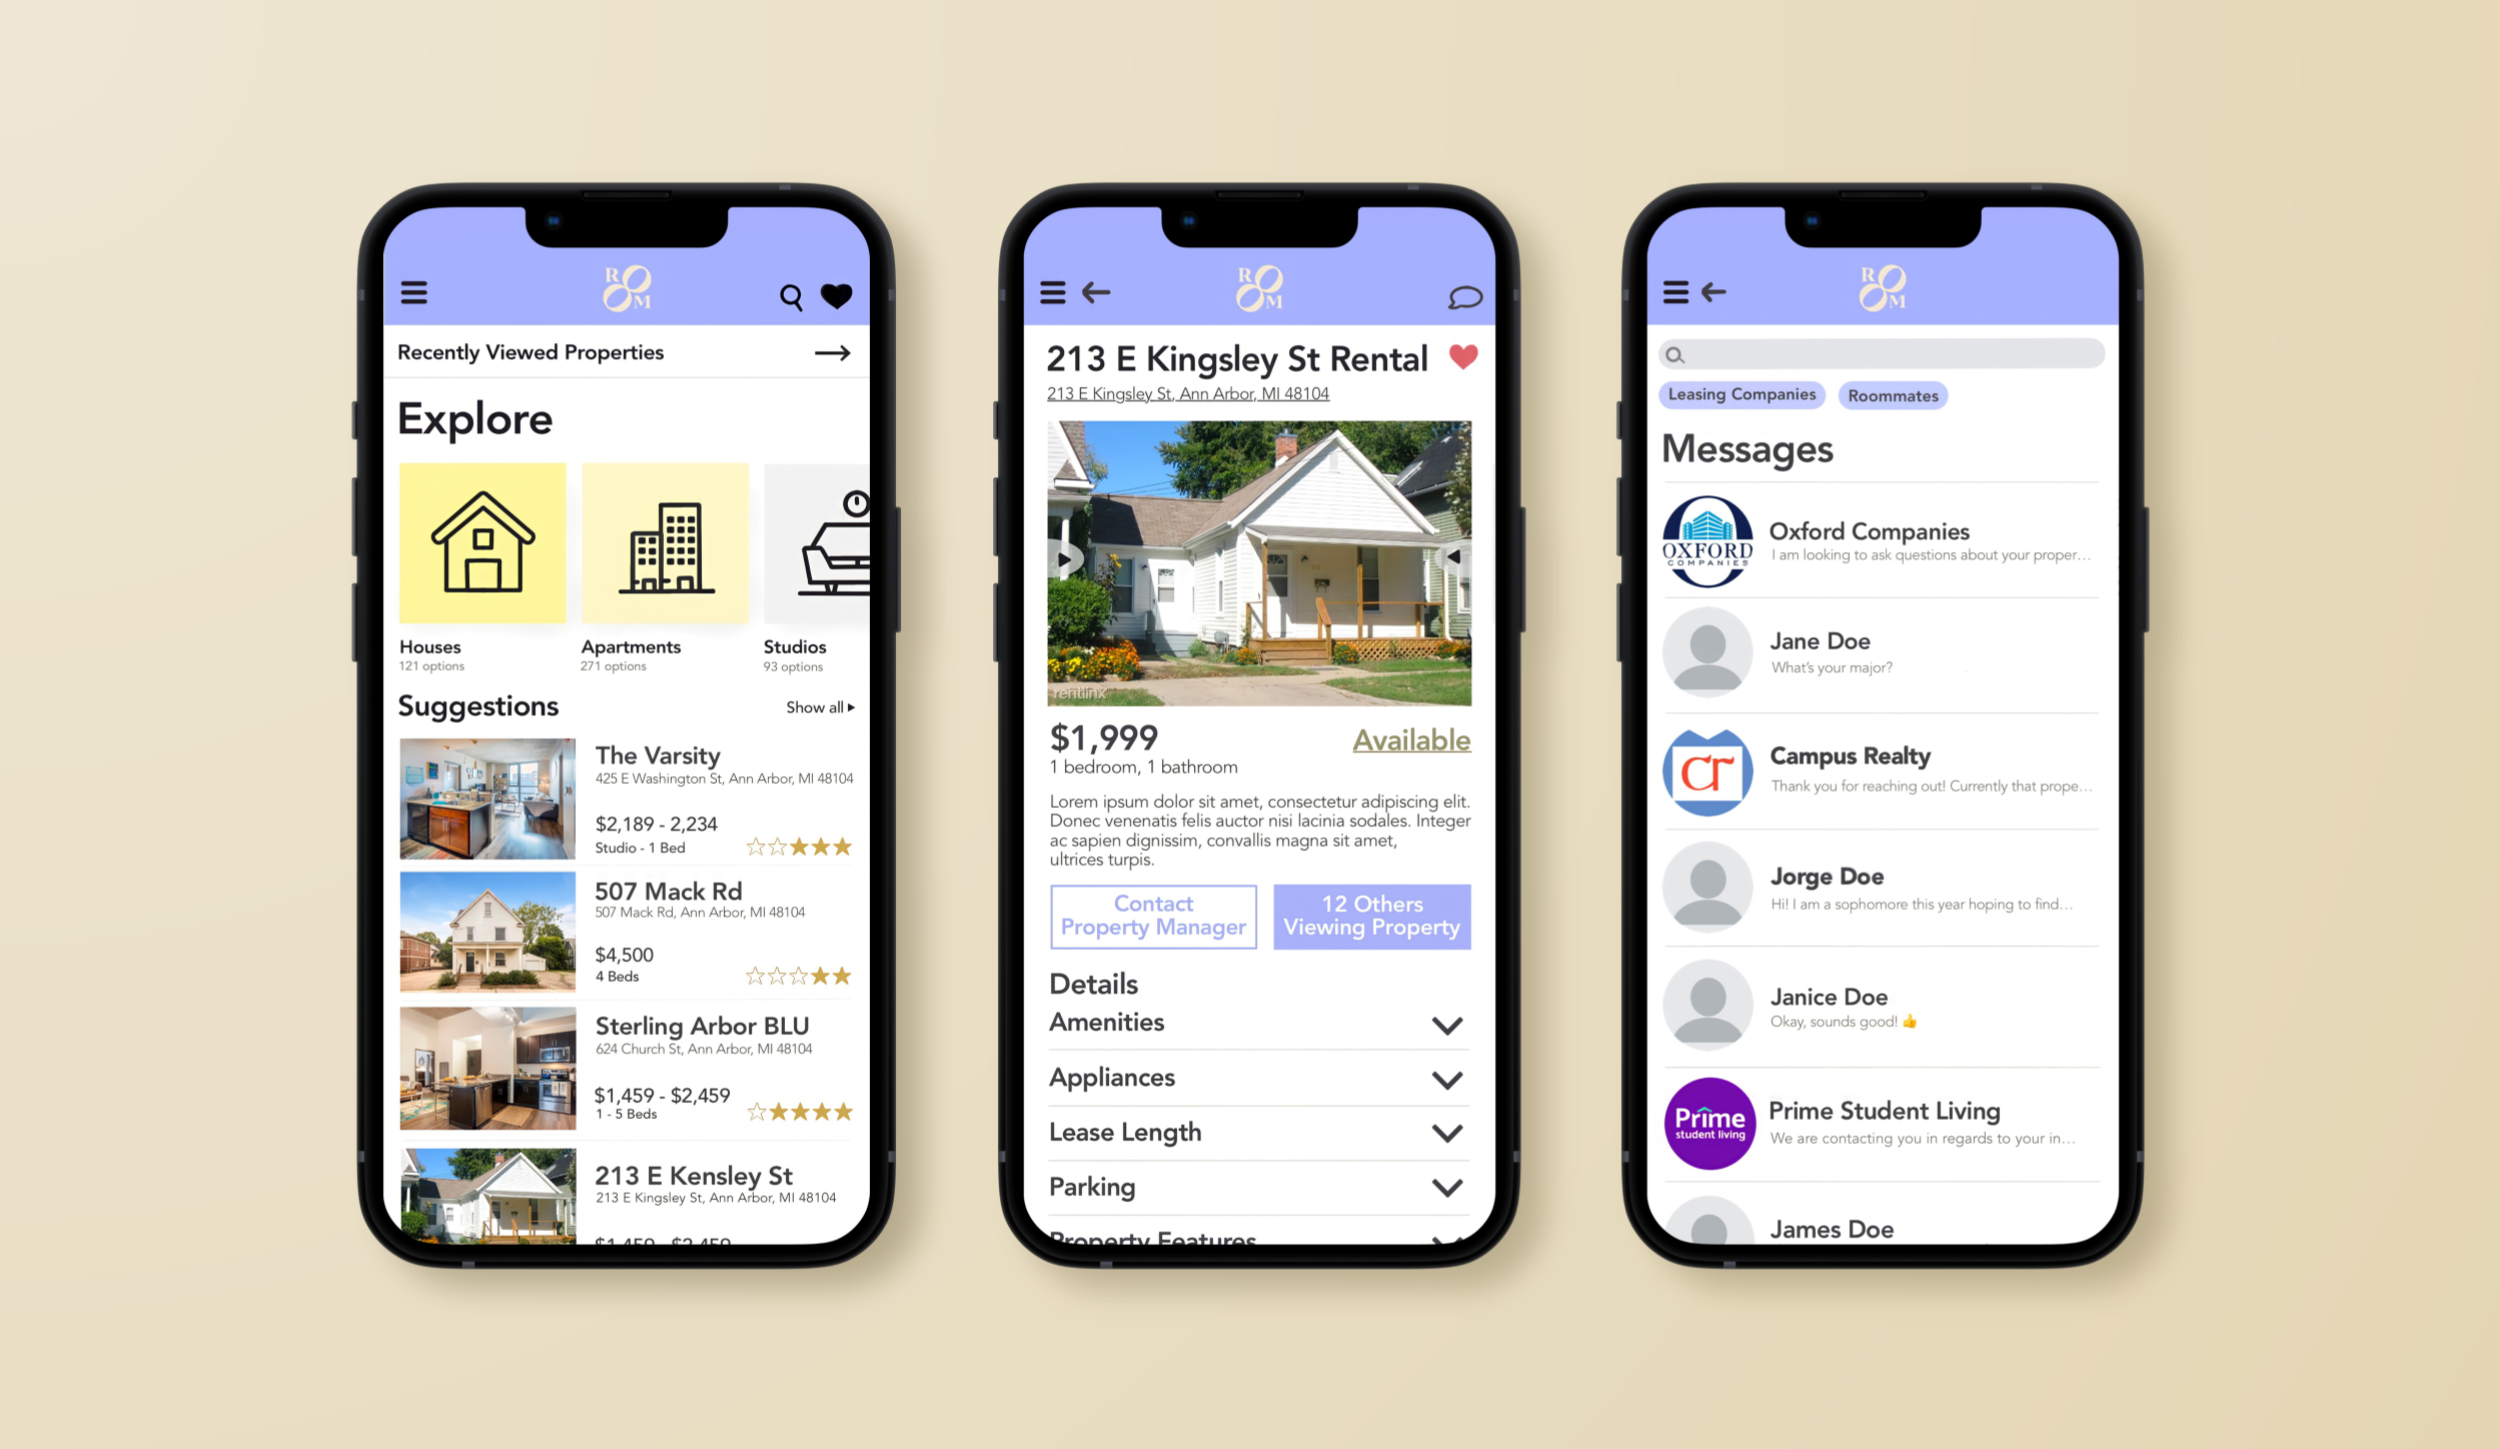 R
M
Recently Viewed Properties
Explore
Houses
121 options
Apartments
271 options
Studios
93 options
Suggestions
Show all
The Varsity
425 E Washington St, Ann Arbor, MI 48104
$2,189 - 2,234
Studio - 1 Bed
507 Mack Rd
507 Mack Rd, Ann Arbor, MI 48104
$4,500
4 Beds
Sterling Arbor BLU
624 Church St, Ann Arbor, MI 48104
$1,459 - $2,459
1 - 5 Beds
213 E Kensley St
213 E Kingsley St, Ann Arbor, MI 48104
$1,459 - $2,459
R
M
213 E Kingsley St Rental
213 E Kingsley St, Ann Arbor, MI 48104
rentlinx
$1,999
Available
1 bedroom, 1 bathroom
Lorem ipsum dolor sit amet, consectetur adipiscing elit.
Donec venenatis felis auctor nisi lacinia sodales. Integer
ac sapien dignissim, convallis magna sit amet,
ultrices turpis.
Contact
Property Manager
12 Others
Viewing Property
Details
Amenities
Appliances
Lease Length
Parking
Property Features
R
M
Leasing Companies
Roommates
Messages
OXFORD
COMPANIES
Oxford Companies
I am looking to ask questions about your proper...
Jane Doe
What's your major?
cr
Campus Realty
Thank you for reaching out! Currently that prope...
Jorge Doe
Hi! I am a sophomore this year hoping to find...
Janice Doe
Okay, sounds good! 👍
Prime
student living
Prime Student Living
We are contacting you in regards to your in...
James Doe